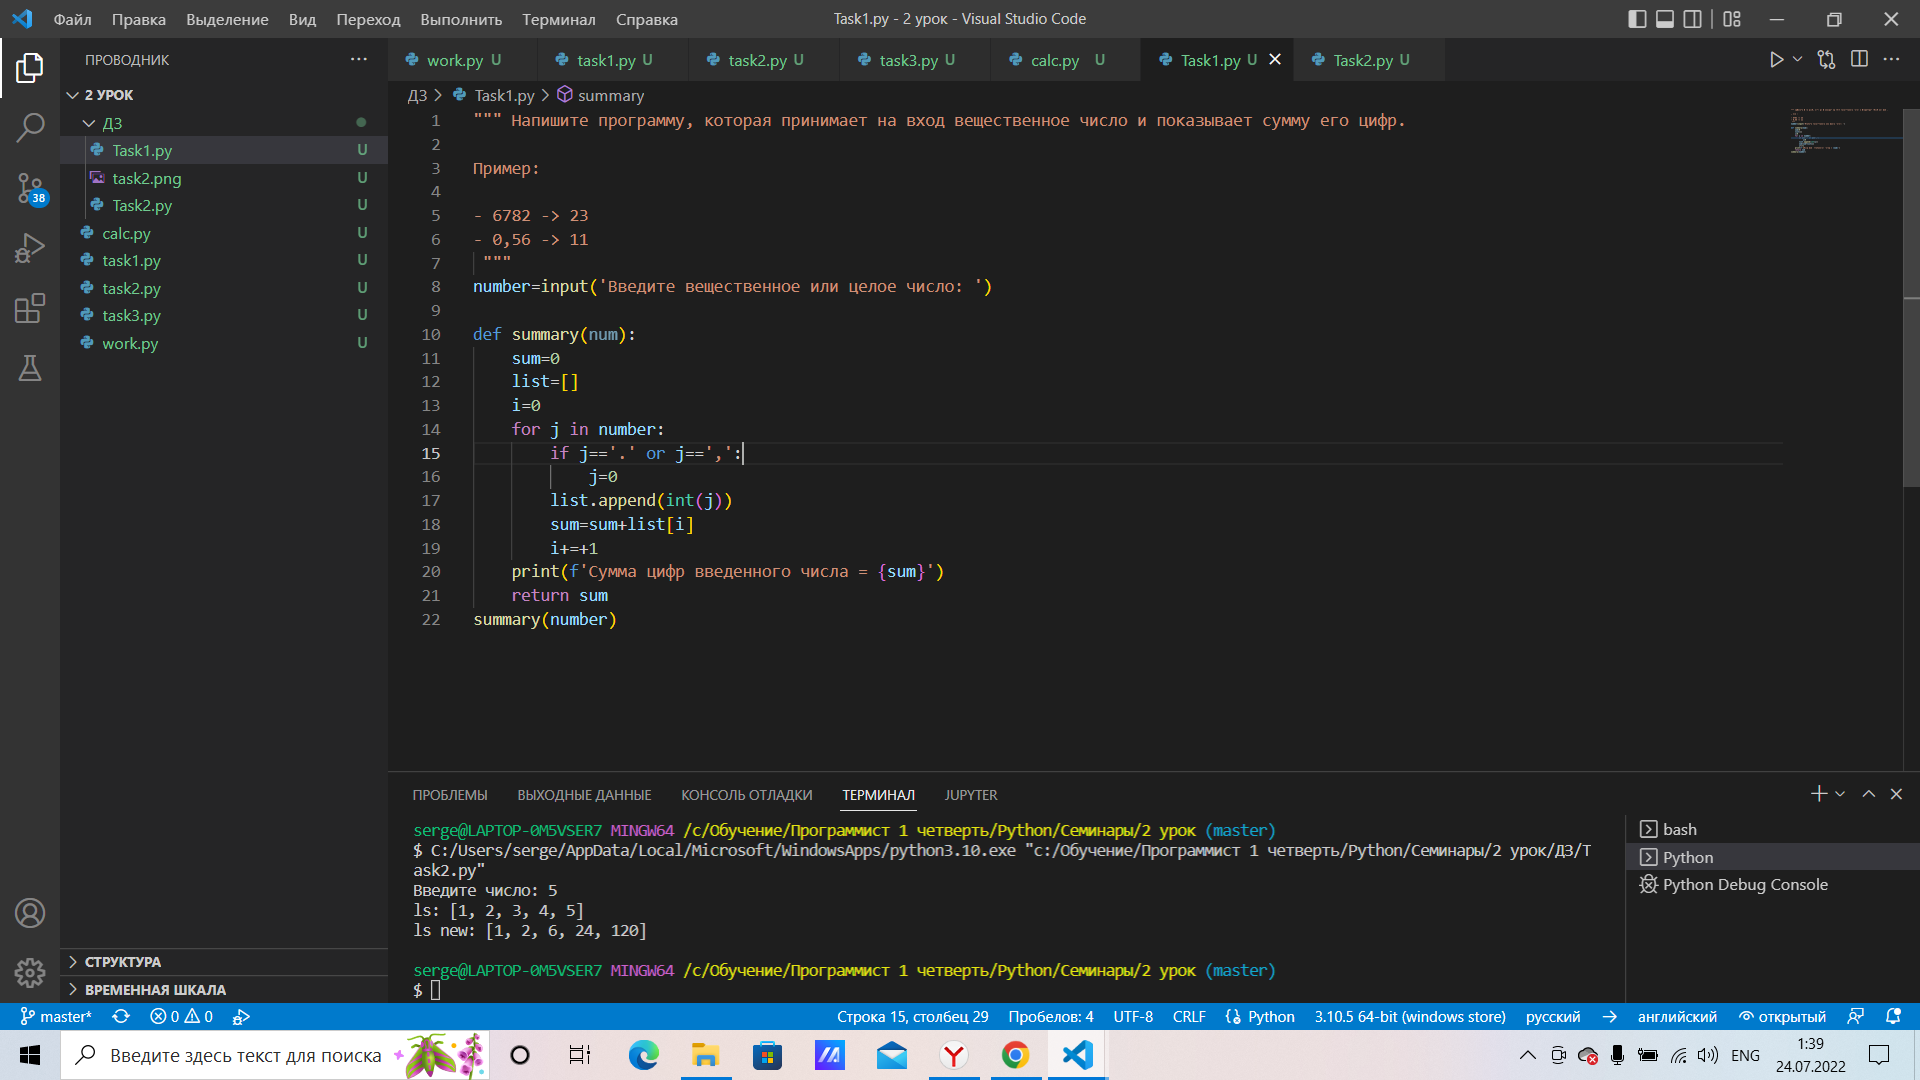 Файл Правка Выделение Вид Переход Выполнить Терминал Справка Task1.py - 2 урок - Visual Studio Code
ПРОВОДНИК
2 УРОК
ДЗ
Task1.py U
task2.png U
Task2.py U
calc.py U
task1.py U
task2.py U
task3.py U
work.py U
38
СТРУКТУРА
ВРЕМЕННАЯ ШКАЛА
work.py U task1.py U task2.py U task3.py U calc.py U Task1.py U Task2.py U
ДЗ > Task1.py > summary
1 """ Напишите программу, которая принимает на вход вещественное число и показывает сумму его цифр.
2
3 Пример:
4
5 - 6782 -> 23
6 - 0,56 -> 11
7 """
8 number=input('Введите вещественное или целое число: ')
9
10 def summary(num):
11 sum=0
12 list=[]
13 i=0
14 for j in number:
15 if j=='.' or j==',':
16 j=0
17 list.append(int(j))
18 sum=sum+list[i]
19 i+=+1
20 print(f'Сумма цифр введенного числа = {sum}')
21 return sum
22 summary(number)
ПРОБЛЕМЫ ВЫХОДНЫЕ ДАННЫЕ КОНСОЛЬ ОТЛАДКИ ТЕРМИНАЛ JUPYTER
serge@LAPTOP-0M5VSER7 MINGW64 /c/Обучение/Программист 1 четверть/Python/Семинары/2 урок (master)
$ C:/Users/serge/AppData/Local/Microsoft/WindowsApps/python3.10.exe "c:/Обучение/Программист 1 четверть/Python/Семинары/2 урок/ДЗ/T
ask2.py"
Введите число: 5
ls: [1, 2, 3, 4, 5]
ls new: [1, 2, 6, 24, 120]
serge@LAPTOP-0M5VSER7 MINGW64 /c/Обучение/Программист 1 четверть/Python/Семинары/2 урок (master)
$
bash
Python
Python Debug Console
master* 0 0 Строка 15, столбец 29 Пробелов: 4 UTF-8 CRLF Python 3.10.5 64-bit (windows store) русский английский открытый
Введите здесь текст для поиска ENG 1:39
24.07.2022